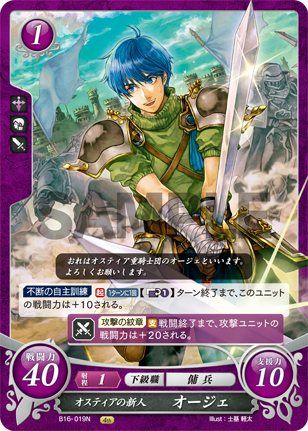 1
SAMPLE
おれはオスティア重騎士団のオージェといいます。
よろしくお願いします。
不断の自主訓練 起 1ターンに1回 【1】ターン終了まで、このユニット
の戦闘力は+10される。
攻撃の紋章 支 戦闘終了まで、攻撃ユニットの
戦闘力は+20される。
戦闘力
40
射程 1 下級職 傭兵
支援力
10
オスティアの新人 オージェ
B16-019N
Illust:士基軽太